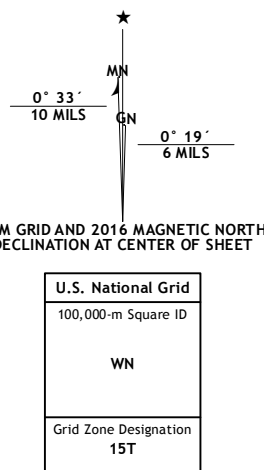 ★
MN
0° 33´
10 MILS
GN
0° 19´
6 MILS
M GRID AND 2016 MAGNETIC NORTH
DECLINATION AT CENTER OF SHEET
U.S. National Grid
100,000-m Square ID
WN
Grid Zone Designation
15T